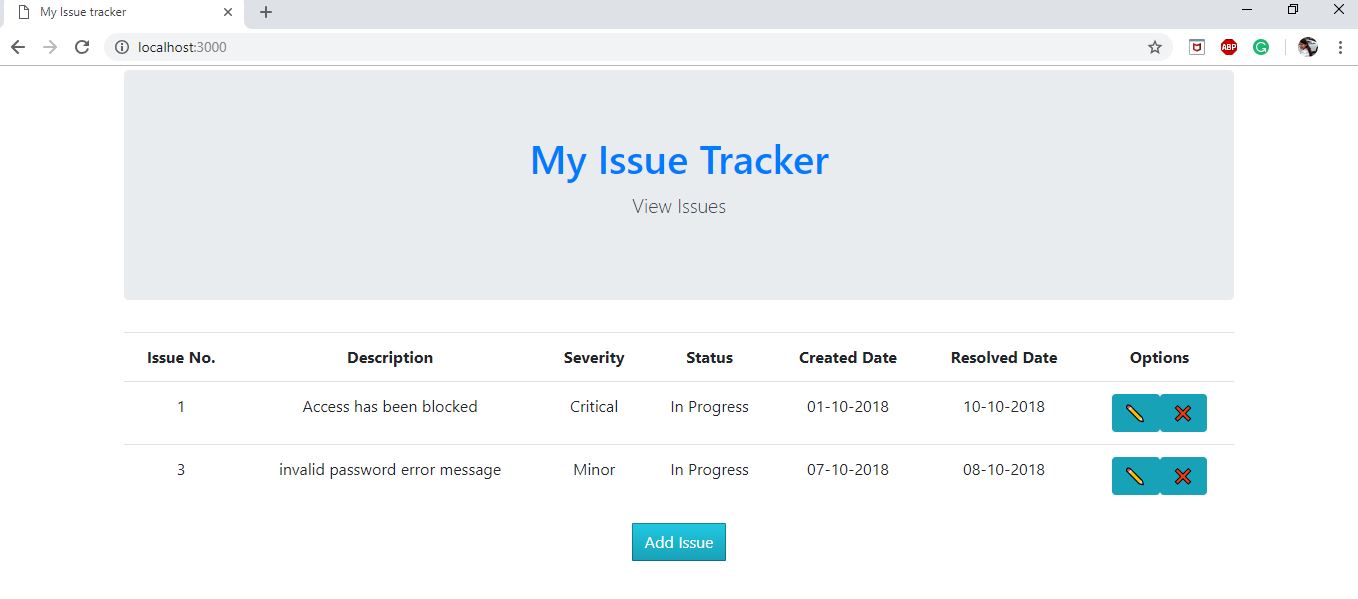 My Issue tracker
localhost:3000
ABP
My Issue Tracker
View Issues
Issue No. Description Severity Status Created Date Resolved Date Options
1 Access has been blocked Critical In Progress 01-10-2018 10-10-2018
3 invalid password error message Minor In Progress 07-10-2018 08-10-2018
Add Issue